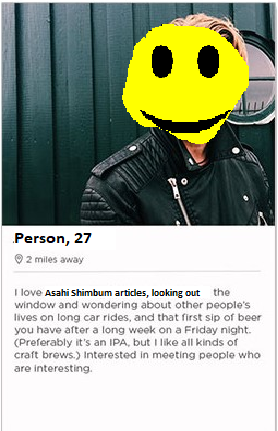 Person, 27
2 miles away
I love Asahi Shimbum articles, looking out the
window and wondering about other people's
lives on long car rides, and that first sip of beer
you have after a long week on a Friday night.
(Preferably it's an IPA, but I like all kinds of
craft brews.) Interested in meeting people who
are interesting.